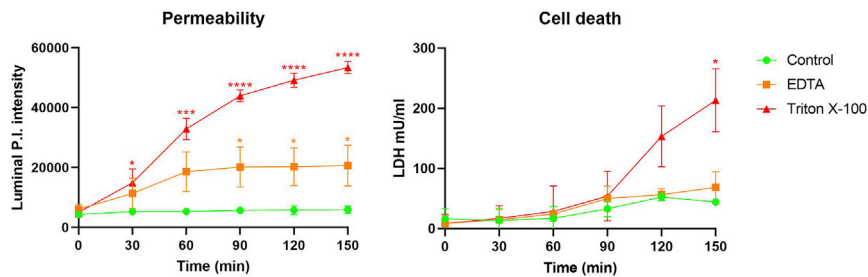 Permeability
Luminal P.I. intensity
60000
40000
20000
0
*
***
****
****
****
*
*
*
0 30 60 90 120 150
Time (min)
Cell death
LDH mU/ml
300
200
100
0
*
0 30 60 90 120 150
Time (min)
Control
EDTA
Triton X-100